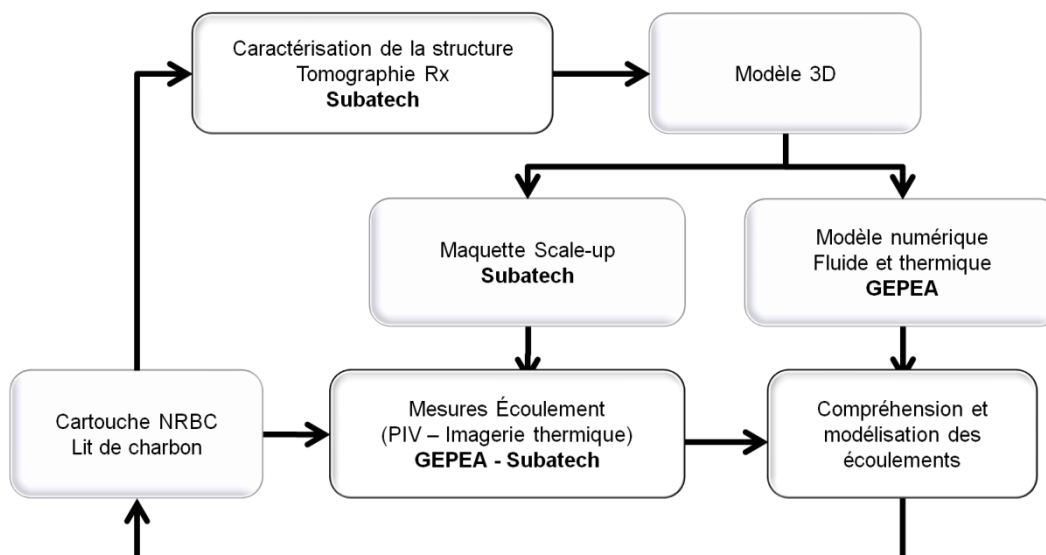 Caractérisation de la structure
Tomographie Rx
Subatech
Modèle 3D
Maquette Scale-up
Subatech
Modèle numérique
Fluide et thermique
GEPEA
Cartouche NRBC
Lit de charbon
Mesures Écoulement
(PIV – Imagerie thermique)
GEPEA - Subatech
Compréhension et
modélisation des
écoulements